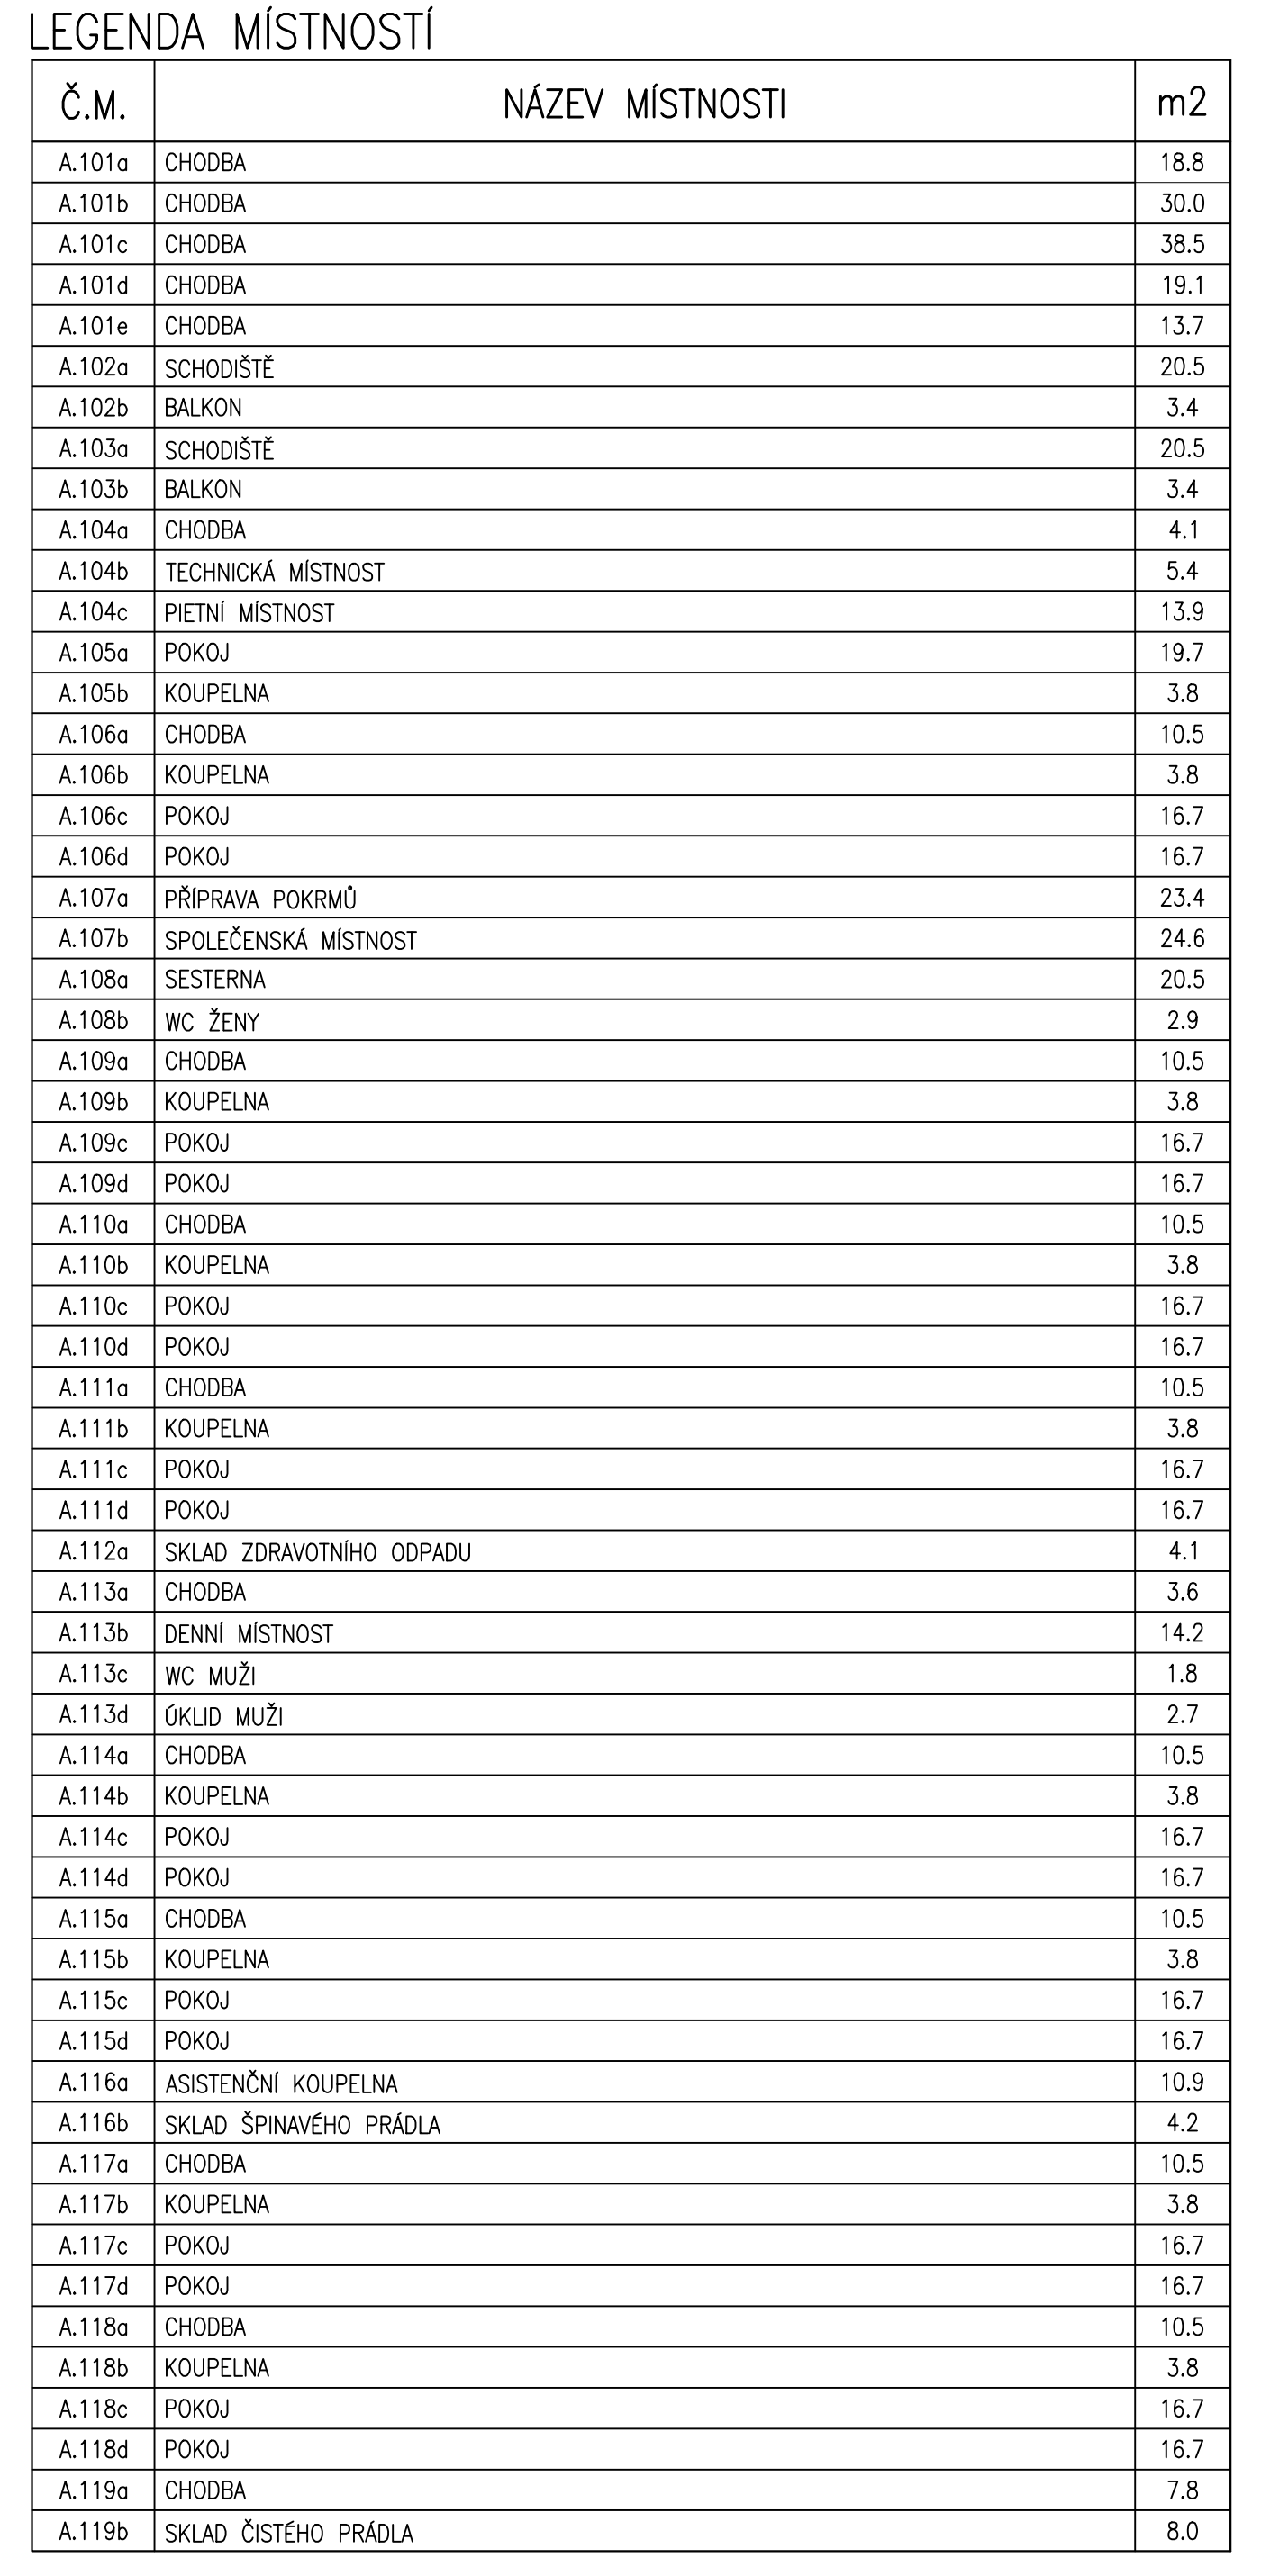 LEGENDA MÍSTNOSTÍ
Č.M. NÁZEV MÍSTNOSTI m2
A.101a CHODBA 18.8
A.101b CHODBA 30.0
A.101c CHODBA 38.5
A.101d CHODBA 19.1
A.101e CHODBA 13.7
A.102a SCHODIŠTĚ 20.5
A.102b BALKON 3.4
A.103a SCHODIŠTĚ 20.5
A.103b BALKON 3.4
A.104a CHODBA 4.1
A.104b TECHNICKÁ MÍSTNOST 5.4
A.104c PIETNÍ MÍSTNOST 13.9
A.105a POKOJ 19.7
A.105b KOUPELNA 3.8
A.106a CHODBA 10.5
A.106b KOUPELNA 3.8
A.106c POKOJ 16.7
A.106d POKOJ 16.7
A.107a PŘÍPRAVA POKRMŮ 23.4
A.107b SPOLEČENSKÁ MÍSTNOST 24.6
A.108a SESTERNA 20.5
A.108b WC ŽENY 2.9
A.109a CHODBA 10.5
A.109b KOUPELNA 3.8
A.109c POKOJ 16.7
A.109d POKOJ 16.7
A.110a CHODBA 10.5
A.110b KOUPELNA 3.8
A.110c POKOJ 16.7
A.110d POKOJ 16.7
A.111a CHODBA 10.5
A.111b KOUPELNA 3.8
A.111c POKOJ 16.7
A.111d POKOJ 16.7
A.112a SKLAD ZDRAVOTNÍHO ODPADU 4.1
A.113a CHODBA 3.6
A.113b DENNÍ MÍSTNOST 14.2
A.113c WC MUŽI 1.8
A.113d ÚKLID MUŽI 2.7
A.114a CHODBA 10.5
A.114b KOUPELNA 3.8
A.114c POKOJ 16.7
A.114d POKOJ 16.7
A.115a CHODBA 10.5
A.115b KOUPELNA 3.8
A.115c POKOJ 16.7
A.115d POKOJ 16.7
A.116a ASISTENČNÍ KOUPELNA 10.9
A.116b SKLAD ŠPINAVÉHO PRÁDLA 4.2
A.117a CHODBA 10.5
A.117b KOUPELNA 3.8
A.117c POKOJ 16.7
A.117d POKOJ 16.7
A.118a CHODBA 10.5
A.118b KOUPELNA 3.8
A.118c POKOJ 16.7
A.118d POKOJ 16.7
A.119a CHODBA 7.8
A.119b SKLAD ČISTÉHO PRÁDLA 8.0